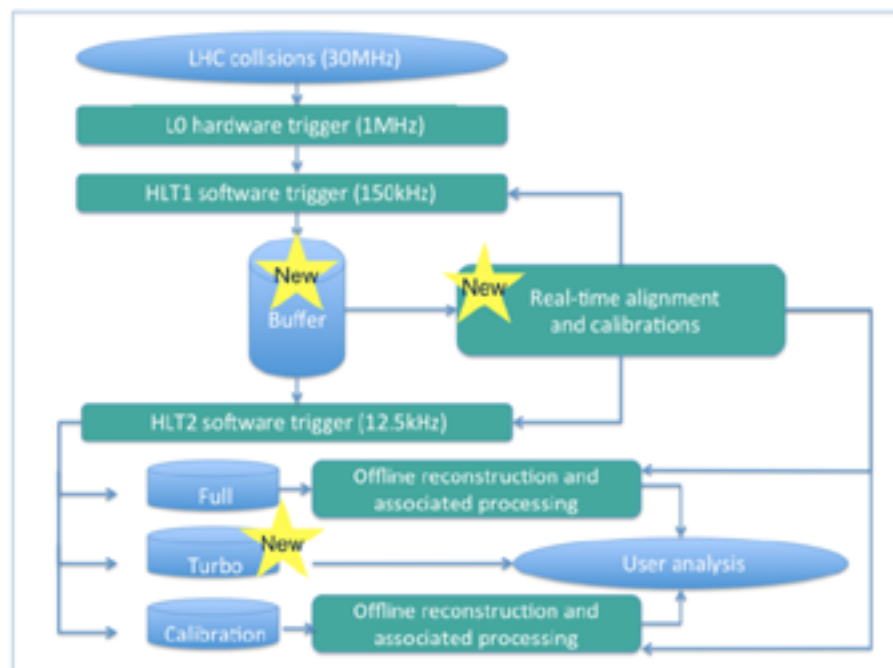 LHC collisions (30MHz)
L0 hardware trigger (1MHz)
HLT1 software trigger (150kHz)
New
Buffer
New
Real-time alignment
and calibrations
HLT2 software trigger (12.5kHz)
Full
Offline reconstruction and
associated processing
Turbo
New
User analysis
Calibration
Offline reconstruction and
associated processing